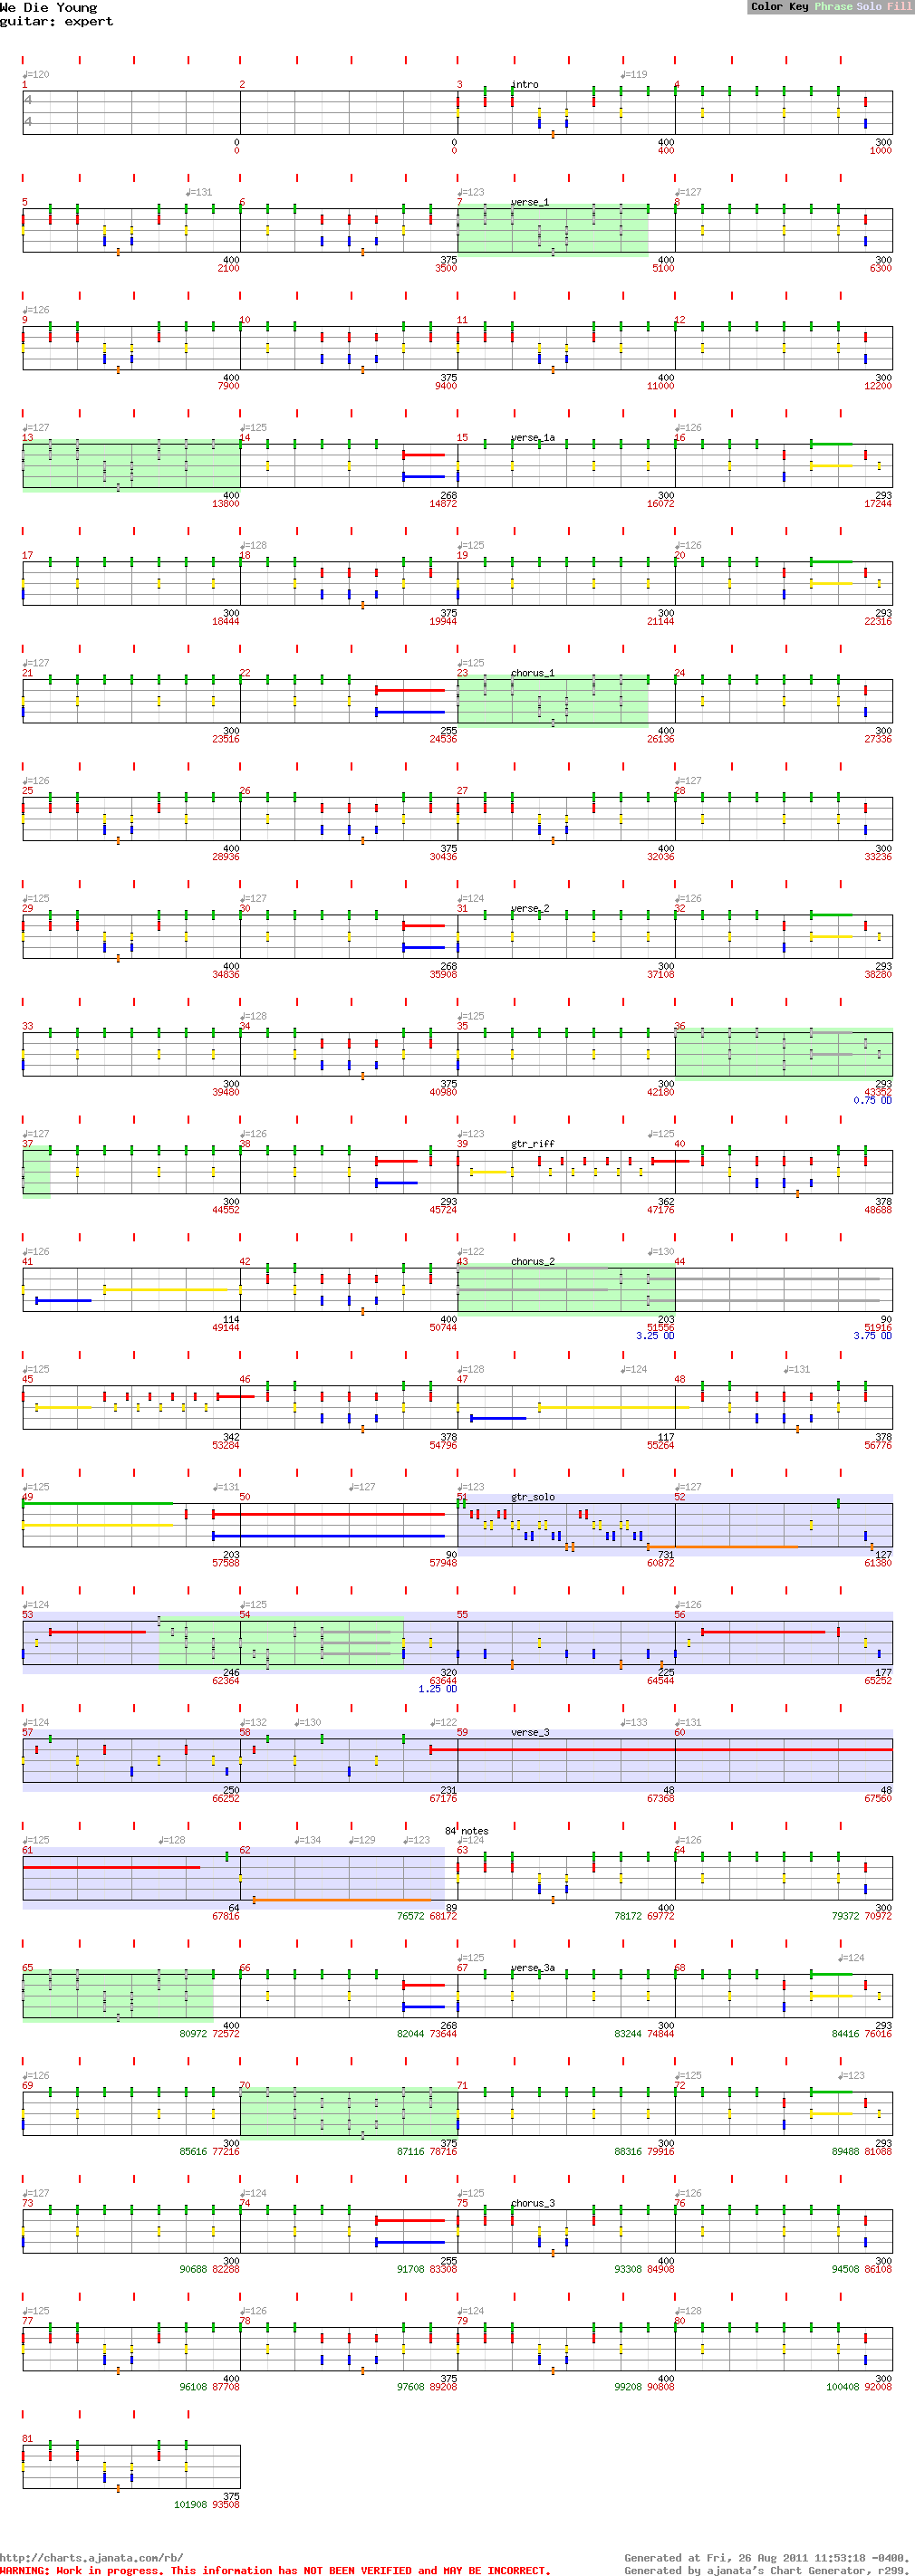 We Die Young
guitar: expert
Color Key Phrase Solo Fill
♩=120 ♩=119
1 2 3 intro 4
4
4
0 0 400 300
0 0 400 1000
♩=131 ♩=123 ♩=127
5 6 7 verse_1 8
400 375 400 300
2100 3500 5100 6300
♩=126
9 10 11 12
400 375 400 300
7900 9400 11000 12200
♩=127 ♩=125 ♩=126
13 14 15 verse_1a 16
400 268 300 293
13800 14872 16072 17244
♩=128 ♩=125 ♩=126
17 18 19 20
300 375 300 293
18444 19944 21144 22316
♩=127 ♩=125
21 22 23 chorus_1 24
300 255 400 300
23516 24536 26136 27336
♩=126 ♩=127
25 26 27 28
400 375 400 300
28936 30436 32036 33236
♩=125 ♩=127 ♩=124 ♩=126
29 30 31 verse_2 32
400 268 300 293
34836 35908 37108 38280
♩=128 ♩=125
33 34 35 36
300 375 300 293
39480 40980 42180 43352
0.75 OD
♩=127 ♩=126 ♩=123 ♩=125
37 38 39 gtr_riff 40
300 293 362 378
44552 45724 47176 48688
♩=126 ♩=122 ♩=130
41 42 43 chorus_2 44
114 400 203 90
49144 50744 51556 51916
3.25 OD 3.75 OD
♩=125 ♩=128 ♩=124 ♩=131
45 46 47 48
342 378 117 378
53284 54796 55264 56776
♩=125 ♩=131 ♩=127 ♩=123 ♩=127
49 50 51 gtr_solo 52
203 90 731 127
57588 57948 60872 61380
♩=124 ♩=125 ♩=126
53 54 55 56
246 320 225 177
62364 63644 64544 65252
1.25 OD
♩=124 ♩=132 ♩=130 ♩=122 ♩=133 ♩=131
57 58 59 verse_3 60
250 231 48 48
66252 67176 67368 67560
84 notes
♩=125 ♩=128 ♩=134 ♩=129 ♩=123 ♩=124 ♩=126
61 62 63 64
64 89 400 300
67816 76572 68172 78172 69772 79372 70972
♩=125 ♩=124
65 66 67 verse_3a 68
400 268 300 293
80972 72572 82044 73644 83244 74844 84416 76016
♩=126 ♩=125 ♩=123
69 70 71 72
300 375 300 293
85616 77216 87116 78716 88316 79916 89488 81088
♩=127 ♩=124 ♩=125 ♩=126
73 74 75 chorus_3 76
300 255 400 300
90688 82288 91708 83308 93308 84908 94508 86108
♩=125 ♩=126 ♩=124 ♩=128
77 78 79 80
400 375 400 300
96108 87708 97608 89208 99208 90808 100408 92008
81
375
101908 93508
http://charts.ajanata.com/rb/ Generated at Fri, 26 Aug 2011 11:53:18 -0400.
WARNING: Work in progress. This information has NOT BEEN VERIFIED and MAY BE INCORRECT. Generated by ajanata's Chart Generator, r299.